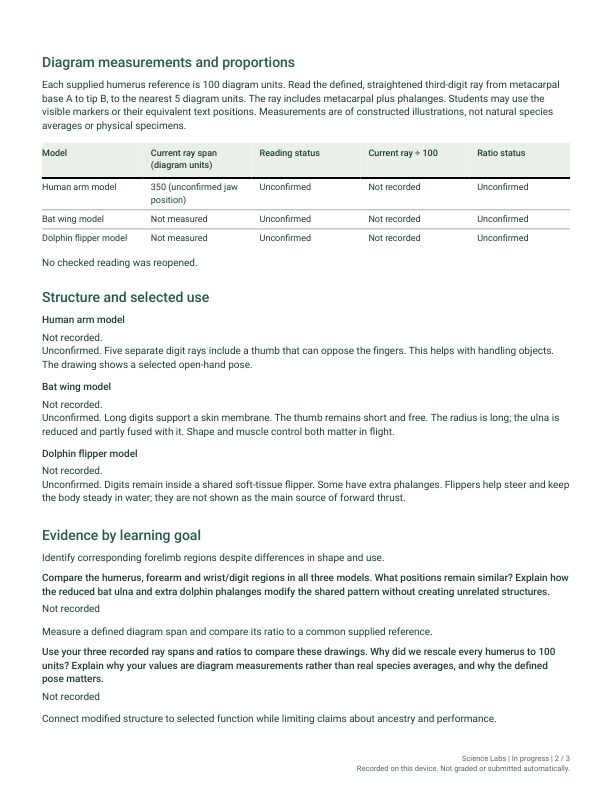 Diagram measurements and proportions
Each supplied humerus reference is 100 diagram units. Read the defined, straightened third-digit ray from metacarpal
base A to tip B, to the nearest 5 diagram units. The ray includes metacarpal plus phalanges. Students may use the
visible markers or their equivalent text positions. Measurements are of constructed illustrations, not natural species
averages or physical specimens.
Model
Current ray span
(diagram units)
Reading status
Current ray ÷ 100
Ratio status
Human arm model
350 (unconfirmed jaw
position)
Unconfirmed
Not recorded
Unconfirmed
Bat wing model
Not measured
Unconfirmed
Not recorded
Unconfirmed
Dolphin flipper model
Not measured
Unconfirmed
Not recorded
Unconfirmed
No checked reading was reopened.
Structure and selected use
Human arm model
Not recorded.
Unconfirmed. Five separate digit rays include a thumb that can oppose the fingers. This helps with handling objects.
The drawing shows a selected open-hand pose.
Bat wing model
Not recorded.
Unconfirmed. Long digits support a skin membrane. The thumb remains short and free. The radius is long; the ulna is
reduced and partly fused with it. Shape and muscle control both matter in flight.
Dolphin flipper model
Not recorded.
Unconfirmed. Digits remain inside a shared soft-tissue flipper. Some have extra phalanges. Flippers help steer and keep
the body steady in water; they are not shown as the main source of forward thrust.
Evidence by learning goal
Identify corresponding forelimb regions despite differences in shape and use.
Compare the humerus, forearm and wrist/digit regions in all three models. What positions remain similar? Explain how
the reduced bat ulna and extra dolphin phalanges modify the shared pattern without creating unrelated structures.
Not recorded
Measure a defined diagram span and compare its ratio to a common supplied reference.
Use your three recorded ray spans and ratios to compare these drawings. Why did we rescale every humerus to 100
units? Explain why your values are diagram measurements rather than real species averages, and why the defined
pose matters.
Not recorded
Connect modified structure to selected function while limiting claims about ancestry and performance.
Science Labs | In progress | 2 / 3
Recorded on this device. Not graded or submitted automatically.